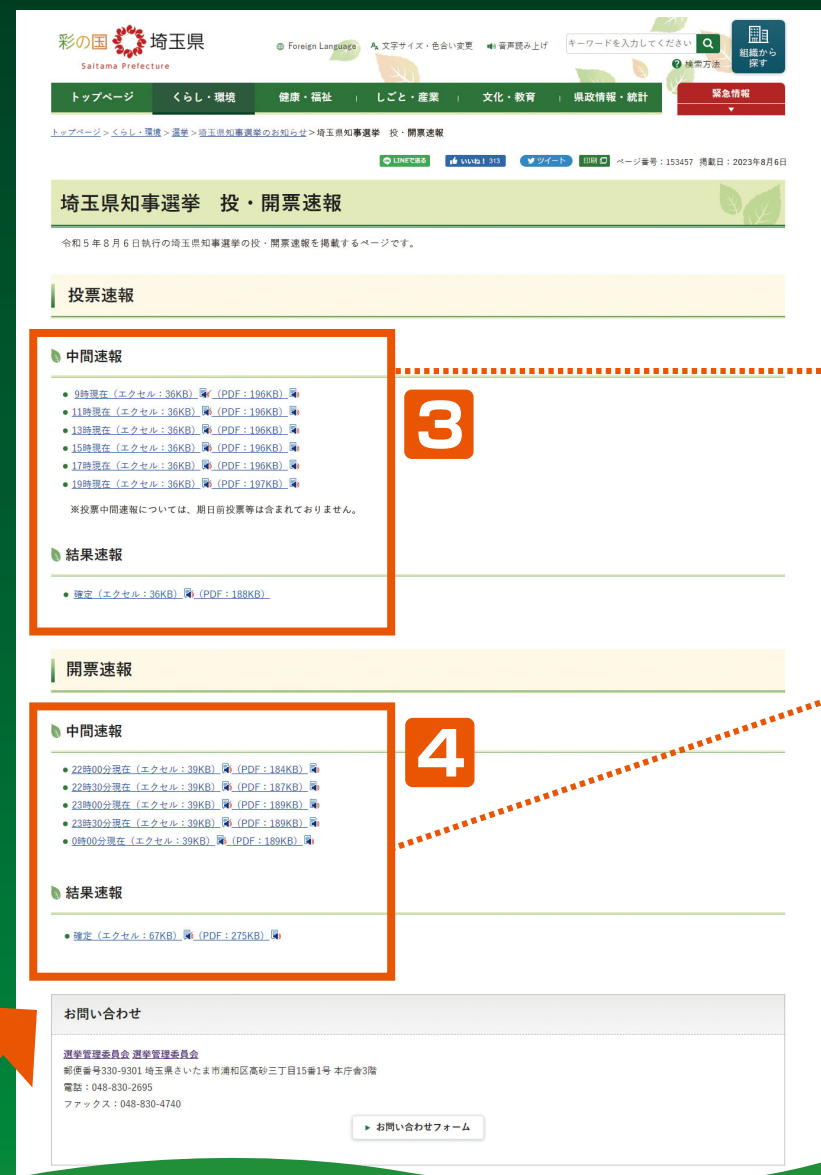 彩の国 埼玉県
Saitama Prefecture
Foreign Language 文字サイズ・色合い変更 音声読み上げ
キーワードを入力してください
検索方法
組織から
探す
トップページ くらし・環境 健康・福祉 しごと・産業 文化・教育 県政情報・統計
緊急情報
トップページ > くらし・環境 > 選挙 > 埼玉県知事選挙のお知らせ > 埼玉県知事選挙 投・開票速報
LINEで送る いいね! 313 ツイート 印刷 ページ番号：153457 掲載日：2023年8月6日
埼玉県知事選挙 投・開票速報
令和5年8月6日執行の埼玉県知事選挙の投・開票速報を掲載するページです。
投票速報
中間速報
9時現在（エクセル：36KB） （PDF：196KB）
11時現在（エクセル：36KB） （PDF：196KB）
13時現在（エクセル：36KB） （PDF：196KB）
15時現在（エクセル：36KB） （PDF：196KB）
17時現在（エクセル：36KB） （PDF：196KB）
19時現在（エクセル：36KB） （PDF：197KB）
※投票中間速報については、期日前投票等は含まれておりません。
3
結果速報
確定（エクセル：36KB） （PDF：188KB）
開票速報
中間速報
22時00分現在（エクセル：39KB） （PDF：184KB）
22時30分現在（エクセル：39KB） （PDF：187KB）
23時00分現在（エクセル：39KB） （PDF：189KB）
23時30分現在（エクセル：39KB） （PDF：189KB）
0時00分現在（エクセル：39KB） （PDF：189KB）
4
結果速報
確定（エクセル：67KB） （PDF：275KB）
お問い合わせ
選挙管理委員会 選挙管理委員会
郵便番号330-9301 埼玉県さいたま市浦和区高砂三丁目15番1号 本庁舎3階
電話：048-830-2695
ファックス：048-830-4740
お問い合わせフォーム